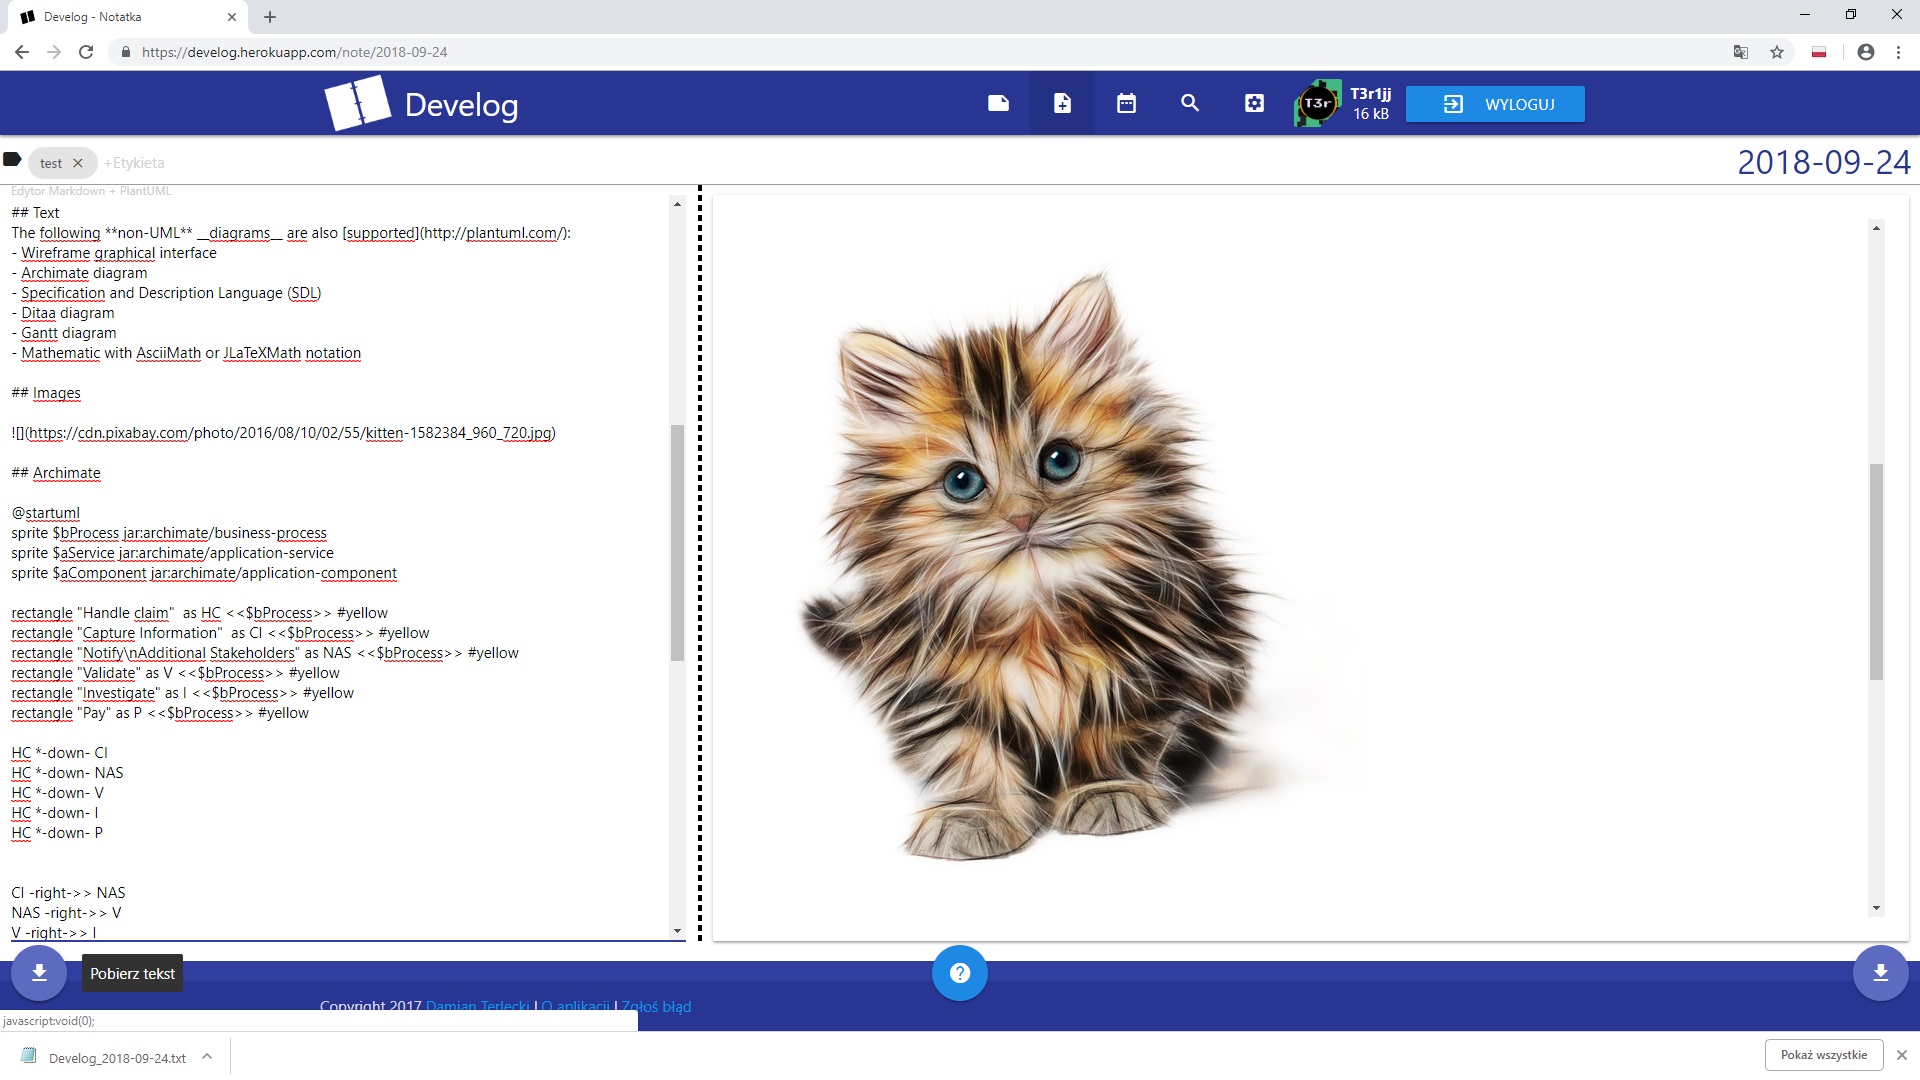 Develog - Notatka
https://develog.herokuapp.com/note/2018-09-24
Develog
T3r
T3r1jj
16 kB
WYLOGUJ
test
+Etykieta
2018-09-24
Edytor Markdown + PlantUML
## Text
The following **non-UML** __diagrams__ are also [supported](http://plantuml.com/):
- Wireframe graphical interface
- Archimate diagram
- Specification and Description Language (SDL)
- Ditaa diagram
- Gantt diagram
- Mathematic with AsciiMath or JLaTeXMath notation
## Images
![](https://cdn.pixabay.com/photo/2016/08/10/02/55/kitten-1582384_960_720.jpg)
## Archimate
@startuml
sprite $bProcess jar:archimate/business-process
sprite $aService jar:archimate/application-service
sprite $aComponent jar:archimate/application-component
rectangle "Handle claim"  as HC <<$bProcess>> #yellow
rectangle "Capture Information"  as CI <<$bProcess>> #yellow
rectangle "Notify\nAdditional Stakeholders" as NAS <<$bProcess>> #yellow
rectangle "Validate" as V <<$bProcess>> #yellow
rectangle "Investigate" as I <<$bProcess>> #yellow
rectangle "Pay" as P <<$bProcess>> #yellow
HC *-down- CI
HC *-down- NAS
HC *-down- V
HC *-down- I
HC *-down- P
CI -right->> NAS
NAS -right->> V
V -right->> I
Pobierz tekst
Copyright 2017 Damian Terlecki | O aplikacji | Zgłoś błąd
javascript:void(0);
Develog_2018-09-24.txt
Pokaż wszystkie